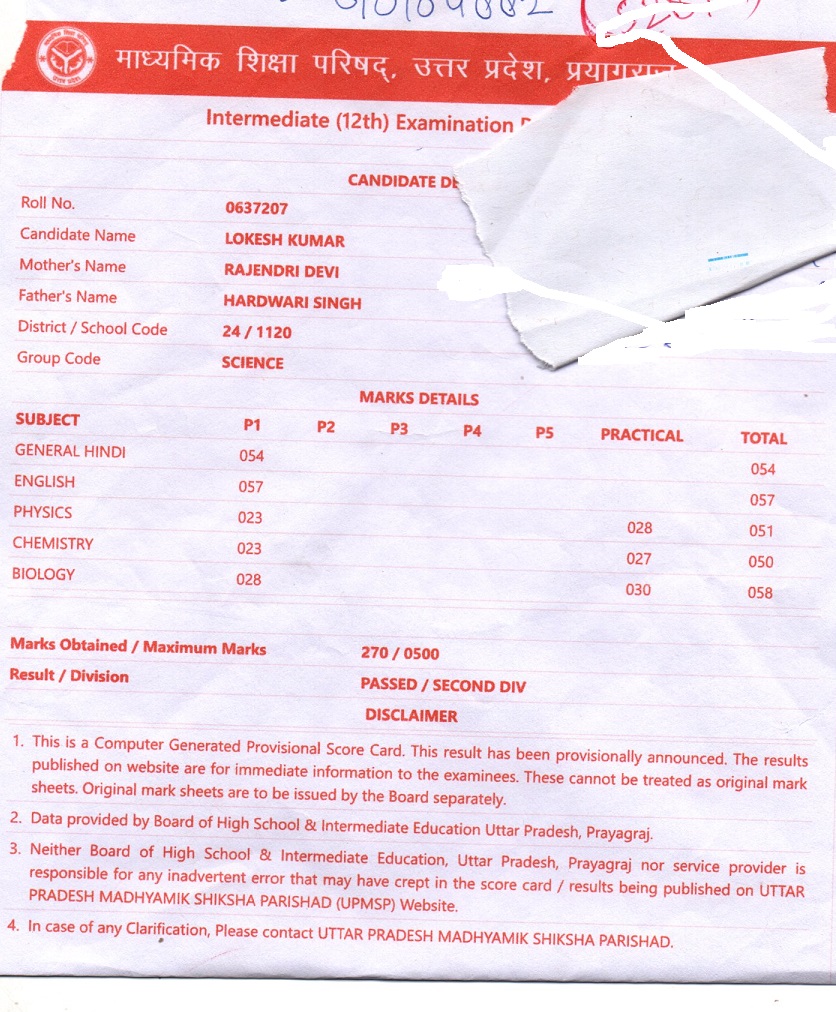 माध्यमिक शिक्षा परिषद्, उत्तर प्रदेश, प्रयागराज
Intermediate (12th) Examination
CANDIDATE
Roll No. 0637207
Candidate Name LOKESH KUMAR
Mother's Name RAJENDRI DEVI
Father's Name HARDWARI SINGH
District / School Code 24 / 1120
Group Code SCIENCE
MARKS DETAILS
SUBJECT P1 P2 P3 P4 P5 PRACTICAL TOTAL
GENERAL HINDI 054 054
ENGLISH 057 057
PHYSICS 023 028 051
CHEMISTRY 023 027 050
BIOLOGY 028 030 058
Marks Obtained / Maximum Marks 270 / 0500
Result / Division PASSED / SECOND DIV
DISCLAIMER
1. This is a Computer Generated Provisional Score Card. This result has been provisionally announced. The results
published on website are for immediate information to the examinees. These cannot be treated as original mark
sheets. Original mark sheets are to be issued by the Board separately.
2. Data provided by Board of High School & Intermediate Education Uttar Pradesh, Prayagraj.
3. Neither Board of High School & Intermediate Education, Uttar Pradesh, Prayagraj nor service provider is
responsible for any inadvertent error that may have crept in the score card / results being published on UTTAR
PRADESH MADHYAMIK SHIKSHA PARISHAD (UPMSP) Website.
4. In case of any Clarification, Please contact UTTAR PRADESH MADHYAMIK SHIKSHA PARISHAD.